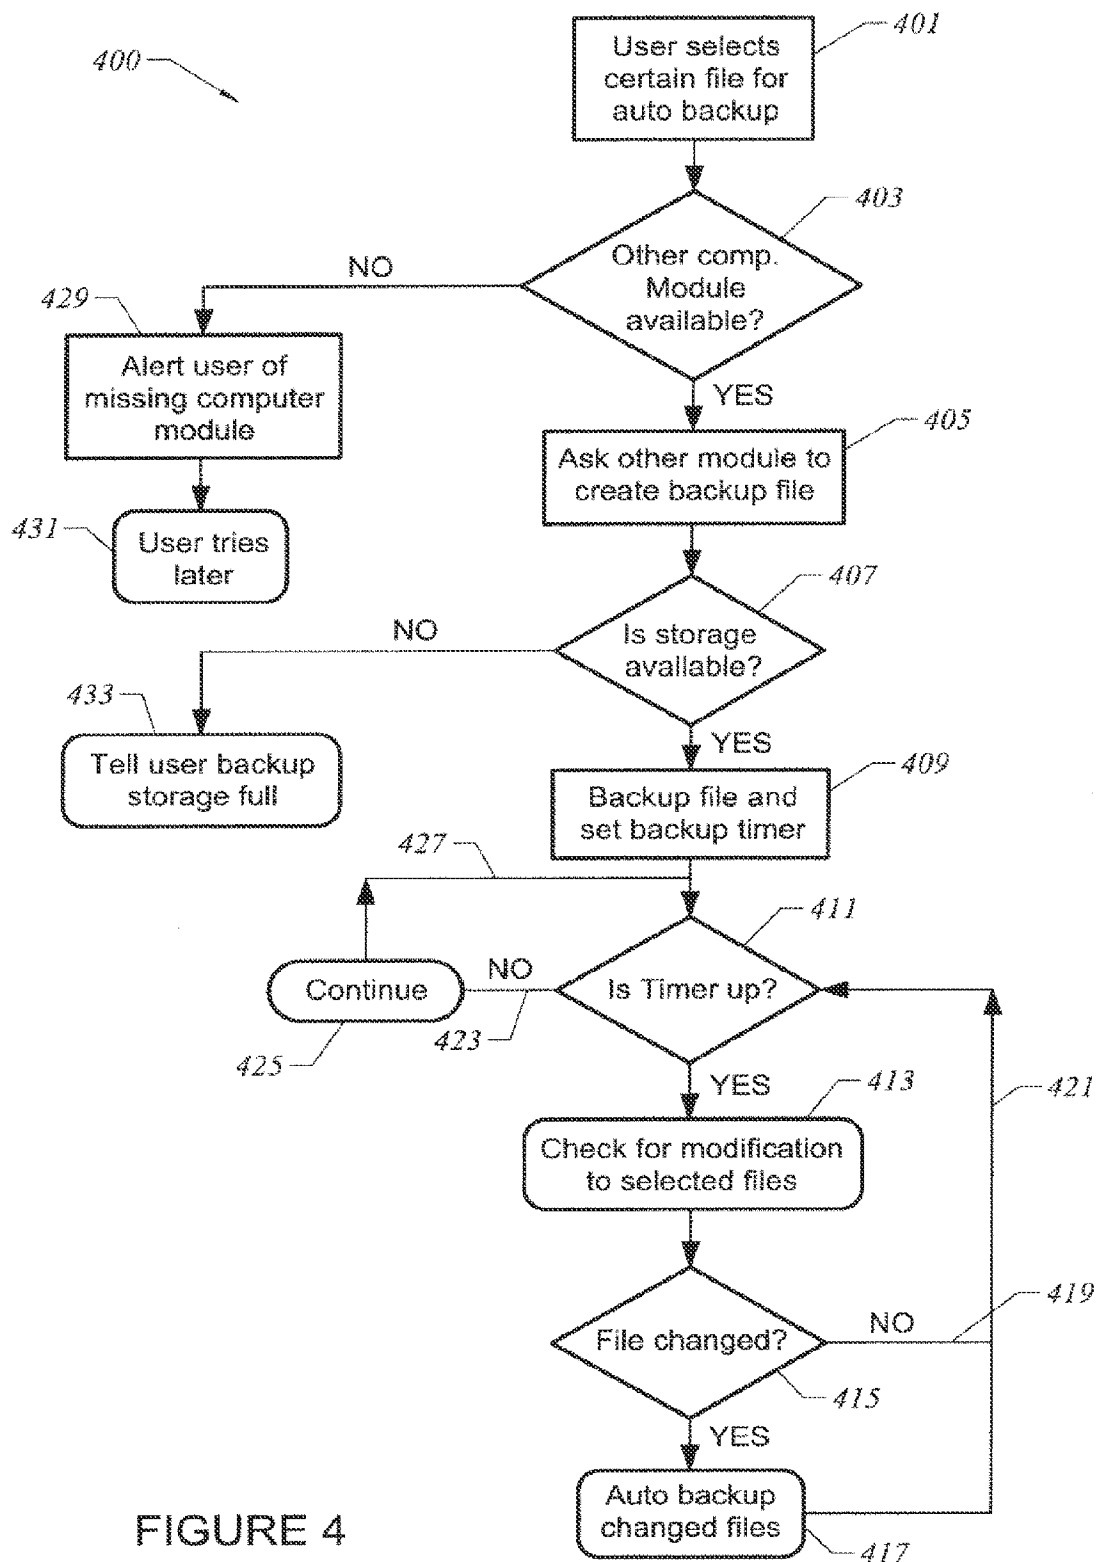 400
401
User selects
certain file for
auto backup
403
Other comp.
Module
available?
NO
YES
429
Alert user of
missing computer
module
405
Ask other module to
create backup file
431
User tries
later
407
Is storage
available?
NO
YES
433
Tell user backup
storage full
409
Backup file and
set backup timer
427
411
Is Timer up?
NO
Continue
423
425
YES
413
Check for modification
to selected files
421
419
File changed?
NO
415
YES
Auto backup
changed files
417
FIGURE 4